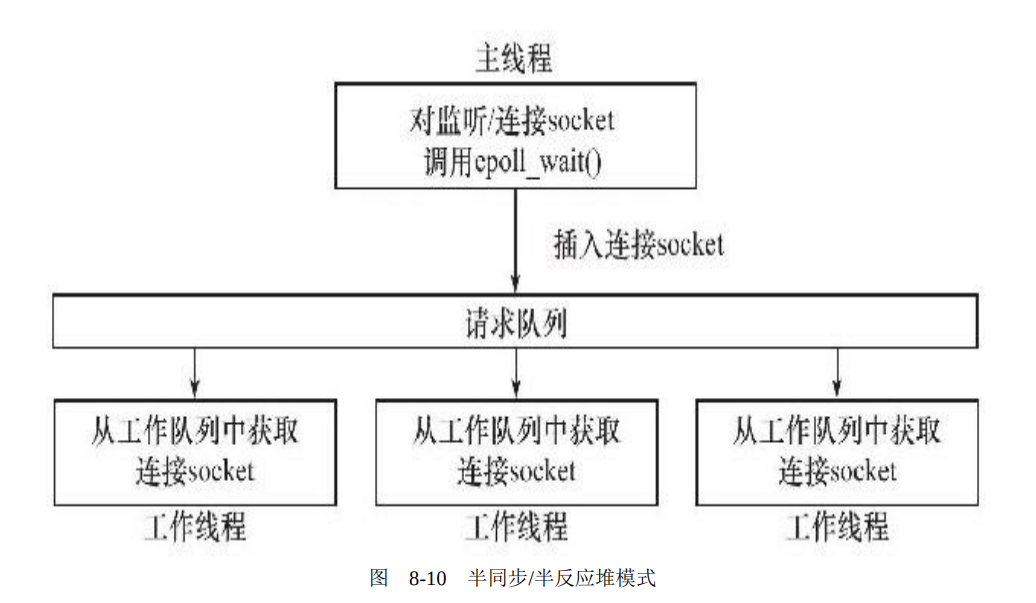 主线程
对监听/连接socket
调用epoll_wait()
插入连接socket
请求队列
从工作队列中获取
连接socket
工作线程
从工作队列中获取
连接socket
工作线程
从工作队列中获取
连接socket
工作线程
图 8-10 半同步/半反应堆模式